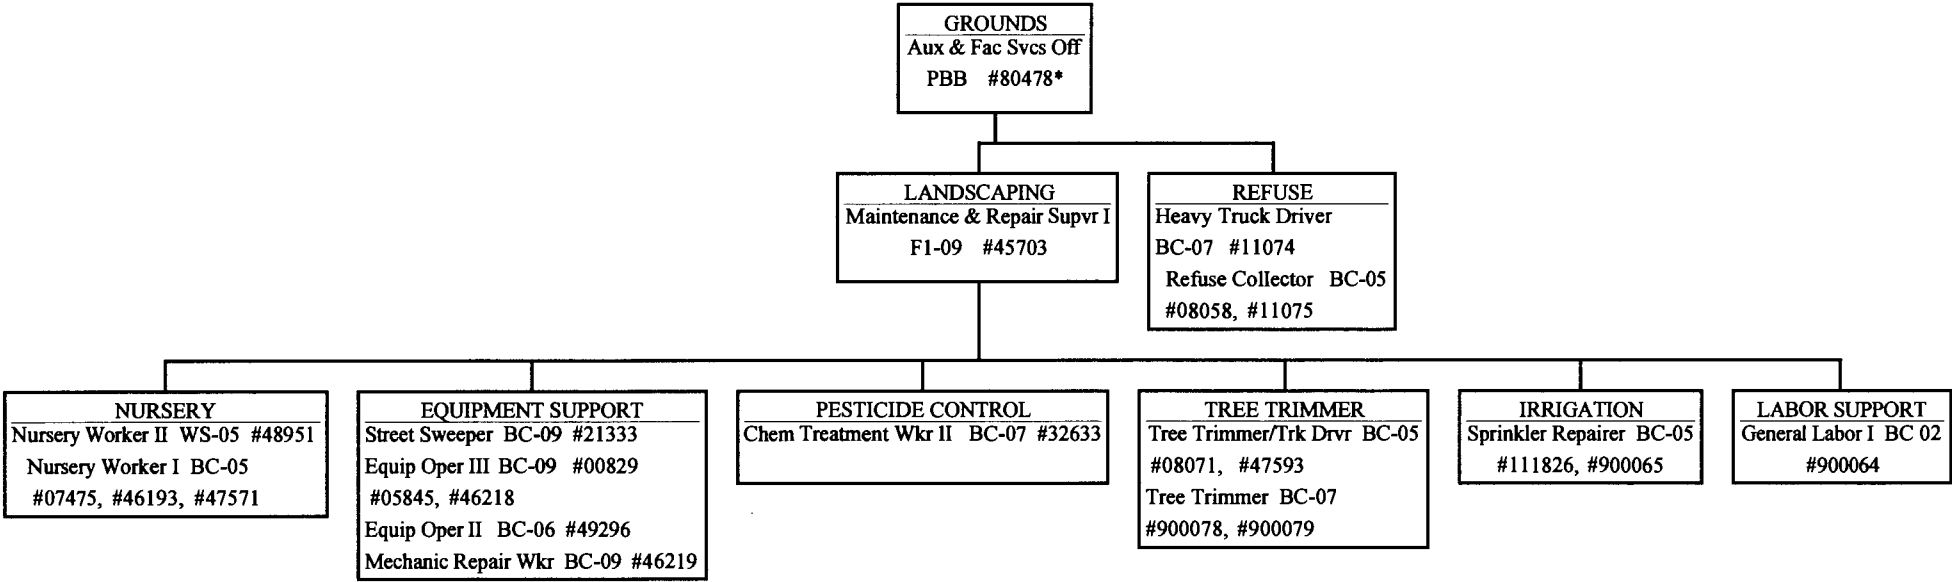 GROUNDS
Aux & Fac Svcs Off
PBB #80478*
LANDSCAPING
Maintenance & Repair Supvr I
F1-09 #45703
REFUSE
Heavy Truck Driver
BC-07 #11074
Refuse Collector BC-05
#08058, #11075
NURSERY
Nursery Worker II WS-05 #48951
Nursery Worker I BC-05
#07475, #46193, #47571
EQUIPMENT SUPPORT
Street Sweeper BC-09 #21333
Equip Oper III BC-09 #00829
#05845, #46218
Equip Oper II BC-06 #49296
Mechanic Repair Wkr BC-09 #46219
PESTICIDE CONTROL
Chem Treatment Wkr II BC-07 #32633
TREE TRIMMER
Tree Trimmer/Trk Drvr BC-05
#08071, #47593
Tree Trimmer BC-07
#900078, #900079
IRRIGATION
Sprinkler Repairer BC-05
#111826, #900065
LABOR SUPPORT
General Labor I BC 02
#900064